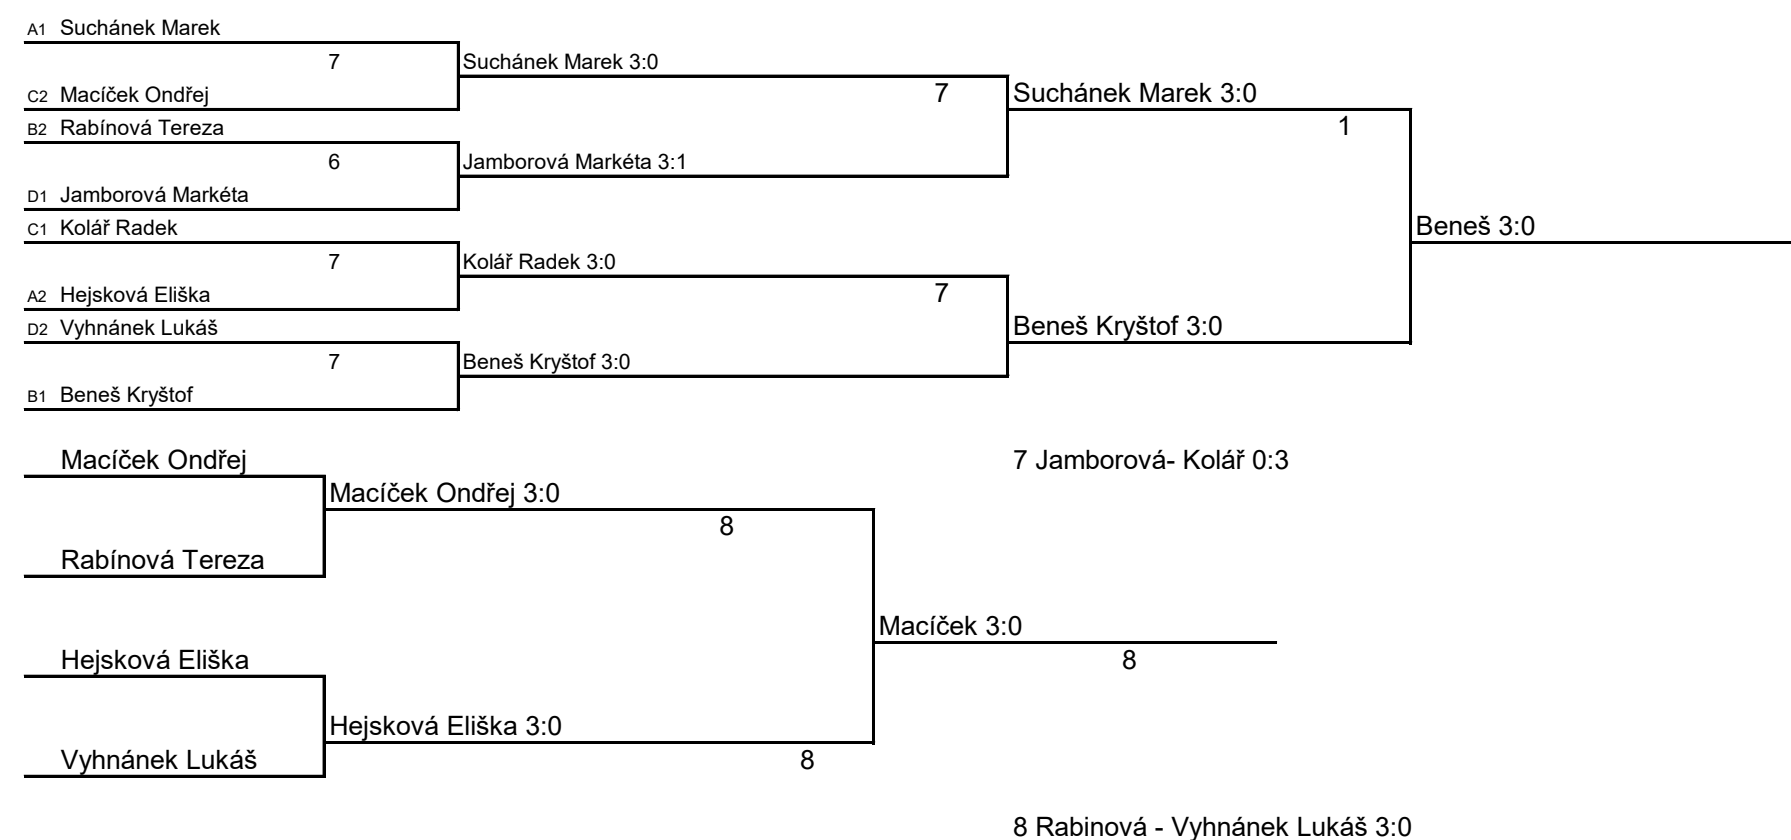 A1 Suchánek Marek
7 Suchánek Marek 3:0
C2 Macíček Ondřej 7 Suchánek Marek 3:0
B2 Rabínová Tereza 1
6 Jamborová Markéta 3:1
D1 Jamborová Markéta
C1 Kolář Radek Beneš 3:0
7 Kolář Radek 3:0
A2 Hejsková Eliška 7
D2 Vyhnánek Lukáš Beneš Kryštof 3:0
7 Beneš Kryštof 3:0
B1 Beneš Kryštof
Macíček Ondřej 7 Jamborová- Kolář 0:3
Macíček Ondřej 3:0
8
Rabínová Tereza
Macíček 3:0
Hejsková Eliška 8
Hejsková Eliška 3:0
Vyhnánek Lukáš 8
8 Rabinová - Vyhnánek Lukáš 3:0